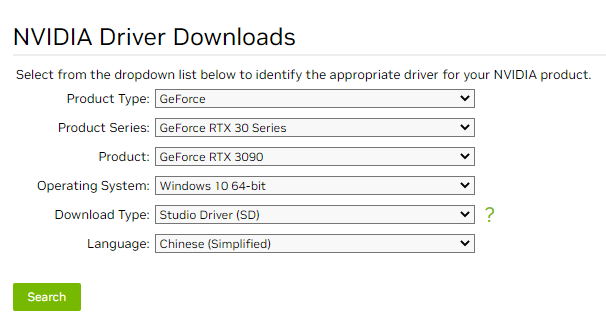 NVIDIA Driver Downloads
Select from the dropdown list below to identify the appropriate driver for your NVIDIA product.
Product Type: GeForce
Product Series: GeForce RTX 30 Series
Product: GeForce RTX 3090
Operating System: Windows 10 64-bit
Download Type: Studio Driver (SD) ?
Language: Chinese (Simplified)
Search